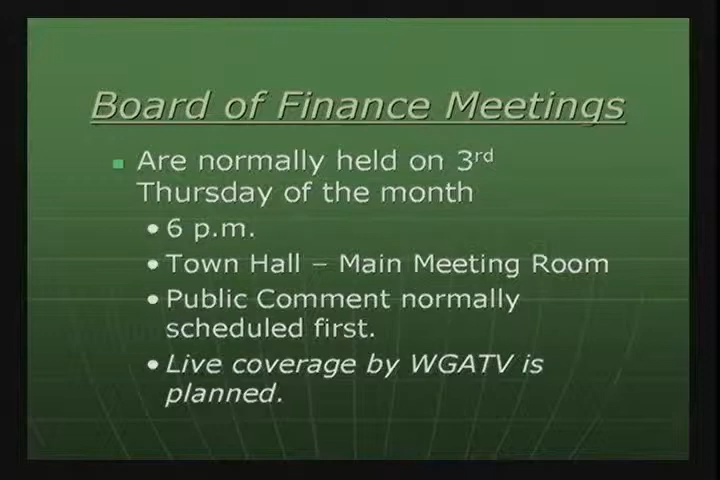 Board of Finance Meetings
Are normally held on 3rd
Thursday of the month
• 6 p.m.
• Town Hall – Main Meeting Room
• Public Comment normally
scheduled first.
• Live coverage by WGATV is
planned.